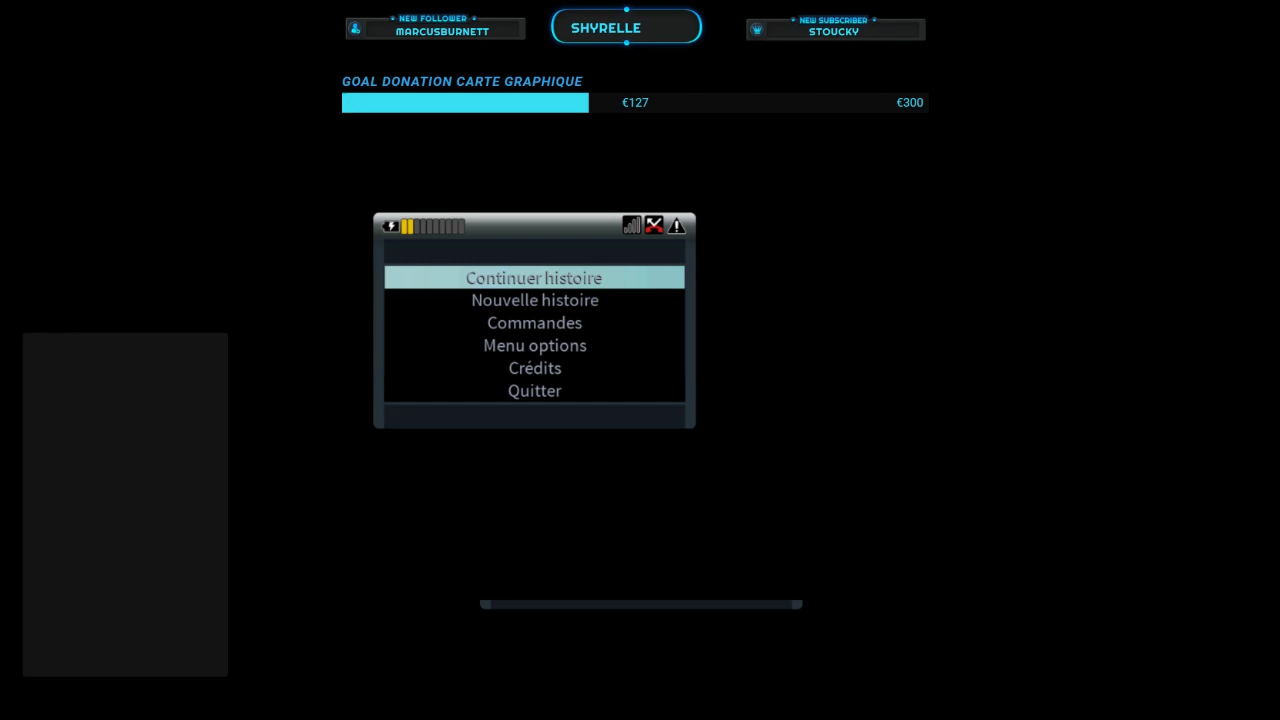 NEW FOLLOWER
MARCUSBURNETT
SHYRELLE
NEW SUBSCRIBER
STOUCKY
GOAL DONATION CARTE GRAPHIQUE
€127
€300
Continuer histoire
Nouvelle histoire
Commandes
Menu options
Crédits
Quitter